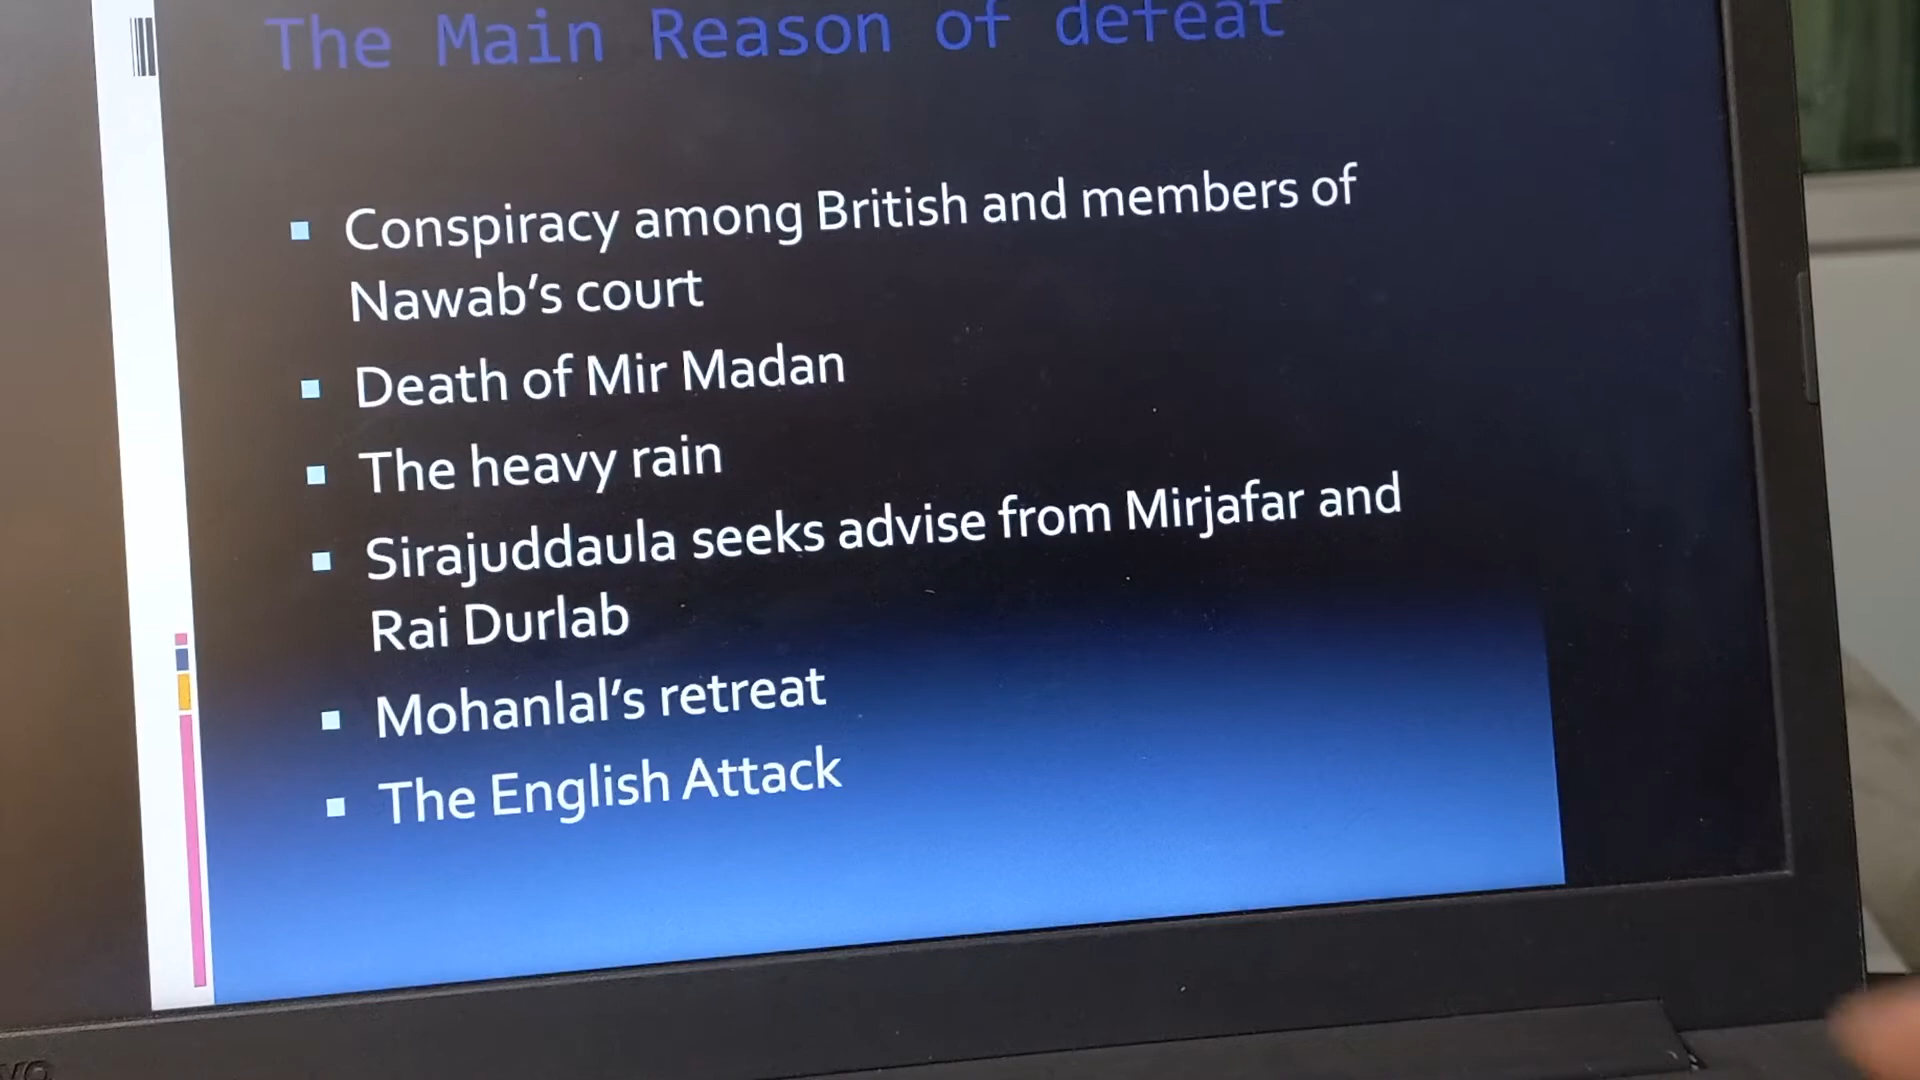 The Main Reason of defeat
Conspiracy among British and members of
Nawab's court
Death of Mir Madan
The heavy rain
Sirajuddaula seeks advise from Mirjafar and
Rai Durlab
Mohanlal's retreat
The English Attack